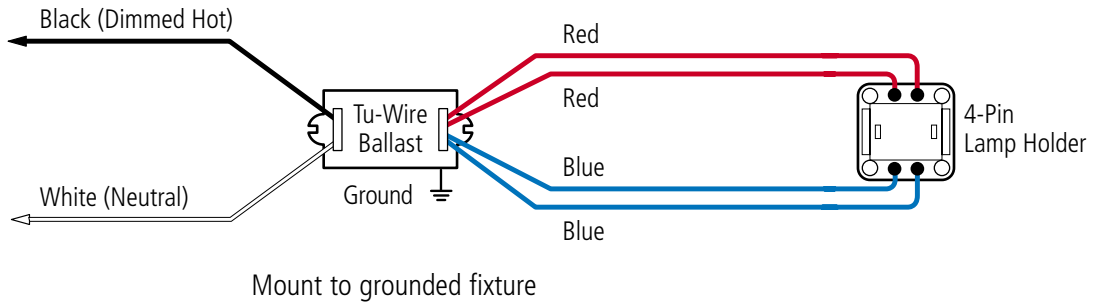 Black (Dimmed Hot)
Red
Tu-Wire
Ballast
Red
4-Pin
Lamp Holder
Blue
White (Neutral)
Ground
Blue
Mount to grounded fixture